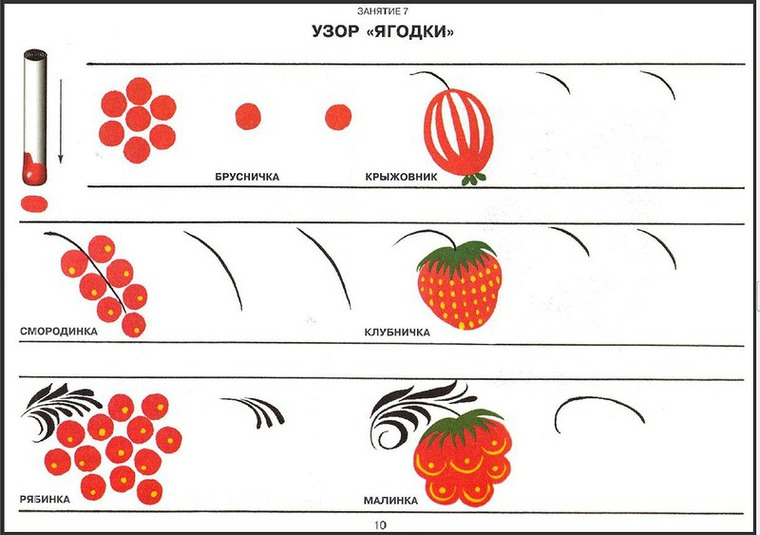 ЗАНЯТИЕ 7
УЗОР «ЯГОДКИ»
БРУСНИЧКА
КРЫЖОВНИК
СМОРОДИНКА
КЛУБНИЧКА
РЯБИНКА
МАЛИНКА
10